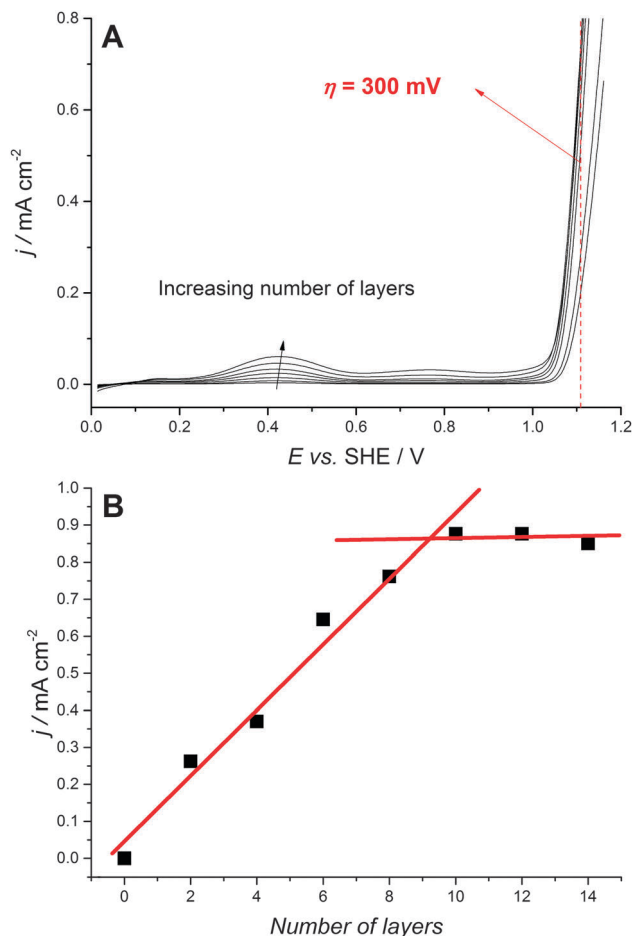 A
0.8
0.6
0.4
0.2
0.0
j / mA cm⁻²
η = 300 mV
Increasing number of layers
0.0 0.2 0.4 0.6 0.8 1.0 1.2
E vs. SHE / V
B
1.0
0.9
0.8
0.7
0.6
0.5
0.4
0.3
0.2
0.1
0.0
j / mA cm⁻²
0 2 4 6 8 10 12 14
Number of layers